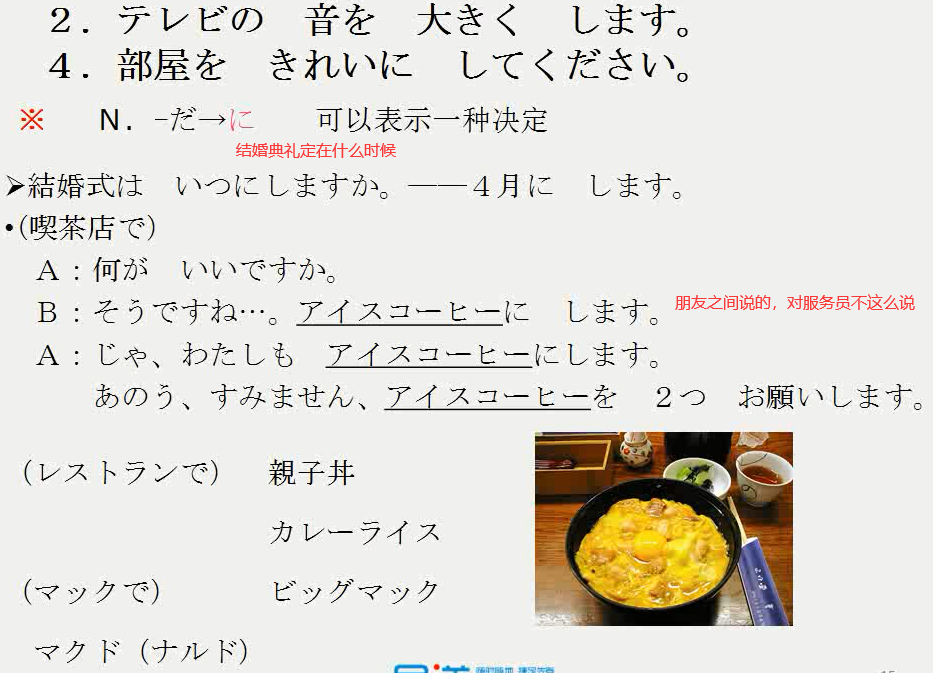 ２．テレビの　音を　大きく　します。
４．部屋を　きれいに　してください。
※　N．-だ→に　可以表示一种决定
结婚典礼定在什么时候
➢結婚式は　いつにしますか。――４月に　します。
•(喫茶店で)
Ａ：何が　いいですか。
Ｂ：そうですね…。アイスコーヒーに　します。 朋友之间说的，对服务员不这么说
Ａ：じゃ、わたしも　アイスコーヒーにします。
あのう、すみません、アイスコーヒーを　２つ　お願いします。
（レストランで）　親子丼
カレーライス
（マックで）　ビッグマック
マクド（ナルド）